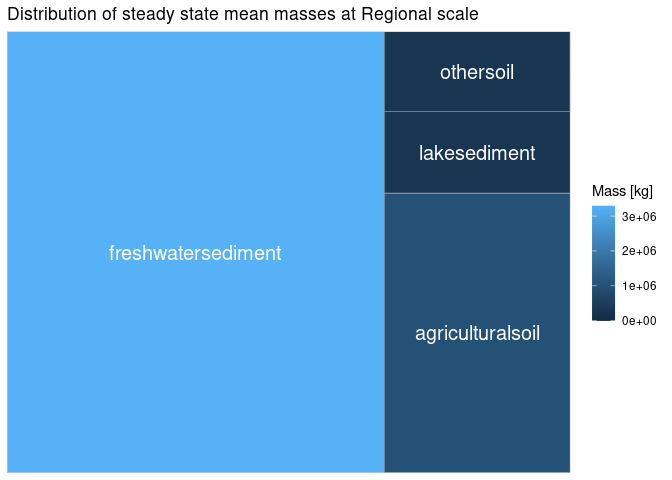 Distribution of steady state mean masses at Regional scale
othersoil
lakesediment
freshwatersediment
agriculturalsoil
Mass [kg]
3e+06
2e+06
1e+06
0e+00